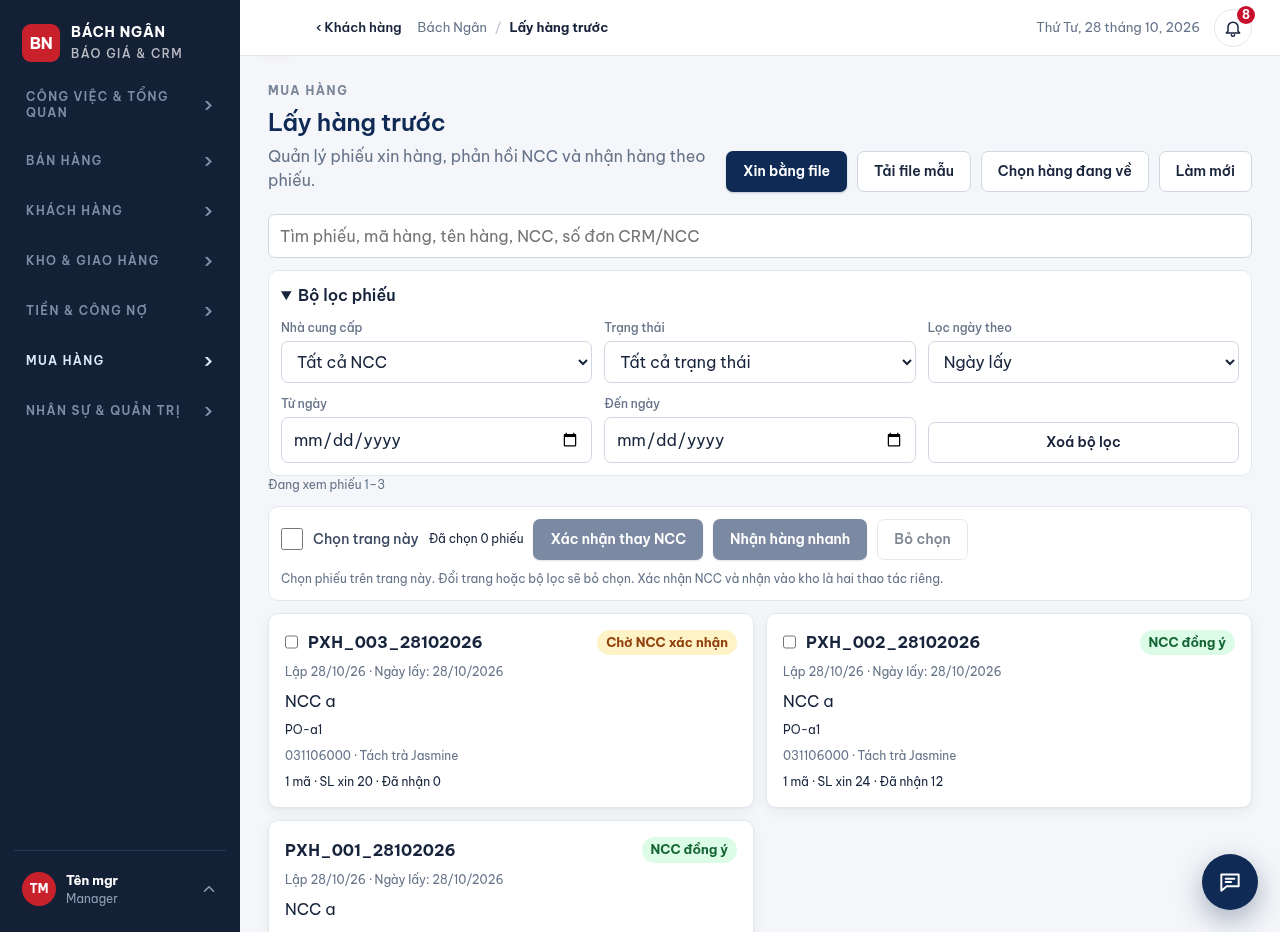 BN
BÁCH NGÂN
BÁO GIÁ & CRM
CÔNG VIỆC & TỔNG QUAN
BÁN HÀNG
KHÁCH HÀNG
KHO & GIAO HÀNG
TIỀN & CÔNG NỢ
MUA HÀNG
NHÂN SỰ & QUẢN TRỊ
TM
Tên mgr
Manager
‹ Khách hàng
Bách Ngân / Lấy hàng trước
Thứ Tư, 28 tháng 10, 2026
8
MUA HÀNG
Lấy hàng trước
Quản lý phiếu xin hàng, phản hồi NCC và nhận hàng theo
phiếu.
Xin bằng file
Tải file mẫu
Chọn hàng đang về
Làm mới
Tìm phiếu, mã hàng, tên hàng, NCC, số đơn CRM/NCC
▼ Bộ lọc phiếu
Nhà cung cấp
Trạng thái
Lọc ngày theo
Tất cả NCC
Tất cả trạng thái
Ngày lấy
Từ ngày
Đến ngày
mm/dd/yyyy
mm/dd/yyyy
Xoá bộ lọc
Đang xem phiếu 1–3
Chọn trang này
Đã chọn 0 phiếu
Xác nhận thay NCC
Nhận hàng nhanh
Bỏ chọn
Chọn phiếu trên trang này. Đổi trang hoặc bộ lọc sẽ bỏ chọn. Xác nhận NCC và nhận vào kho là hai thao tác riêng.
PXH_003_28102026
Chờ NCC xác nhận
Lập 28/10/26 · Ngày lấy: 28/10/2026
NCC a
PO-a1
031106000 · Tách trà Jasmine
1 mã · SL xin 20 · Đã nhận 0
PXH_002_28102026
NCC đồng ý
Lập 28/10/26 · Ngày lấy: 28/10/2026
NCC a
PO-a1
031106000 · Tách trà Jasmine
1 mã · SL xin 24 · Đã nhận 12
PXH_001_28102026
NCC đồng ý
Lập 28/10/26 · Ngày lấy: 28/10/2026
NCC a